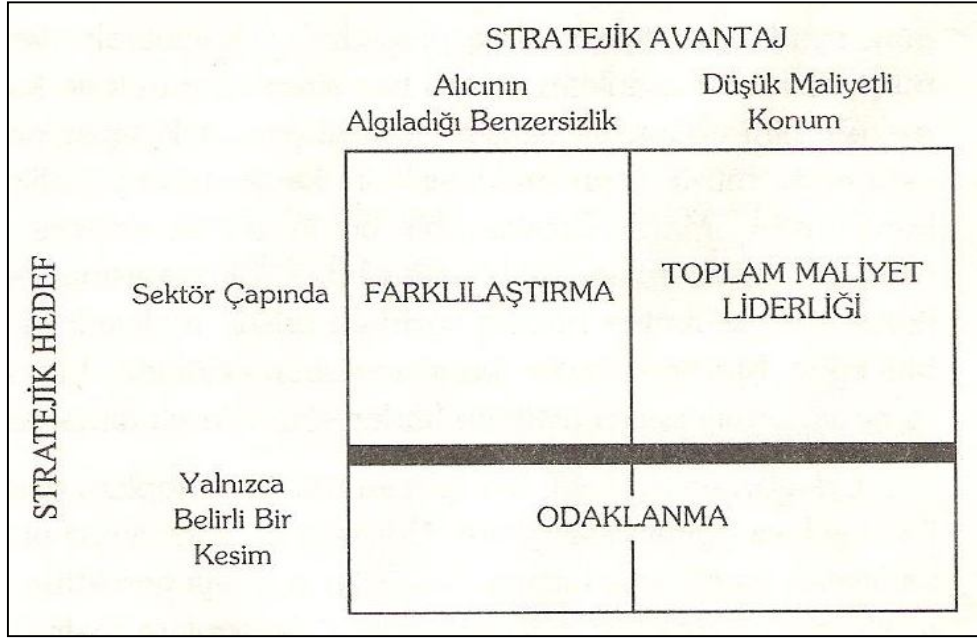 STRATEJİK AVANTAJ
Alıcının
Algıladığı Benzersizlik
Düşük Maliyetli
Konum
STRATEJİK HEDEF
Sektör Çapında
FARKLILAŞTIRMA
TOPLAM MALİYET
LİDERLİĞİ
Yalnızca
Belirli Bir
Kesim
ODAKLANMA